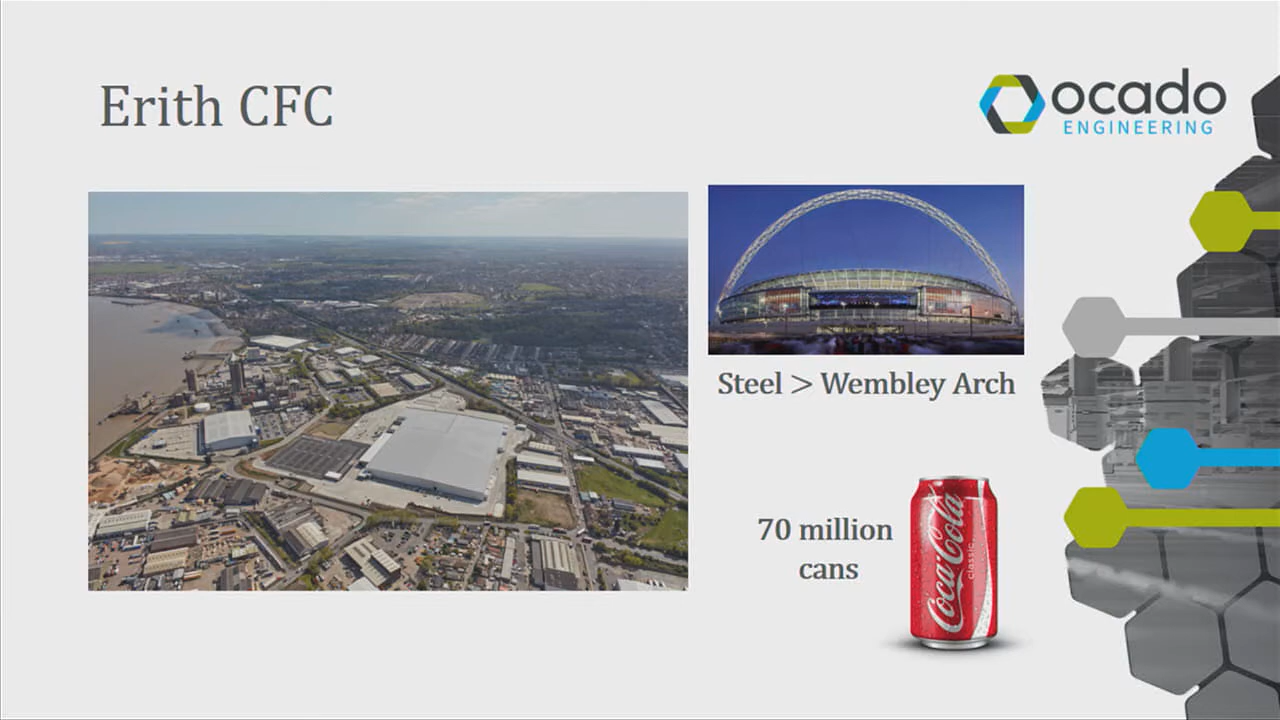 Erith CFC
ocado
ENGINEERING
Steel > Wembley Arch
70 million
cans
Coca-Cola
classic